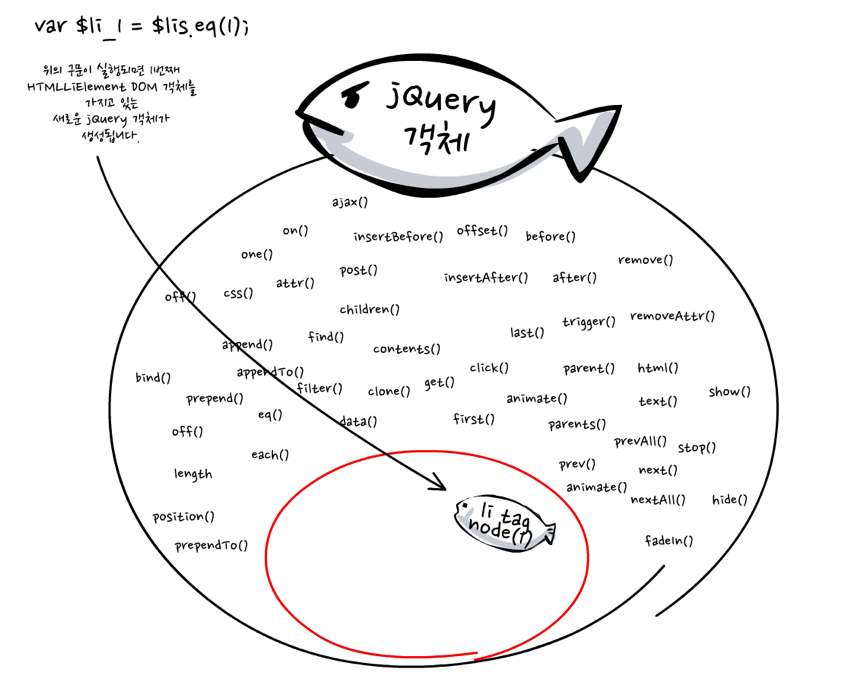 var $li_1 = $lis.eq(1);
위의 구문이 실행되면 1번째
HTMLLiElement DOM 객체를
가지고 있는
새로운 jQuery 객체가
생성됩니다.
jQuery
객체
ajax()
on()
insertBefore()
offset()
before()
one()
post()
remove()
off()
css()
attr()
insertAfter()
after()
children()
append()
find()
contents()
last()
trigger()
removeAttr()
bind()
appendTo()
filter()
clone()
get()
click()
parent()
html()
prepend()
eq()
data()
first()
animate()
parents()
text()
show()
off()
each()
prevAll()
stop()
length
prev()
next()
animate()
nextAll()
hide()
position()
prependTo()
li tag
node(1)
fadeIn()